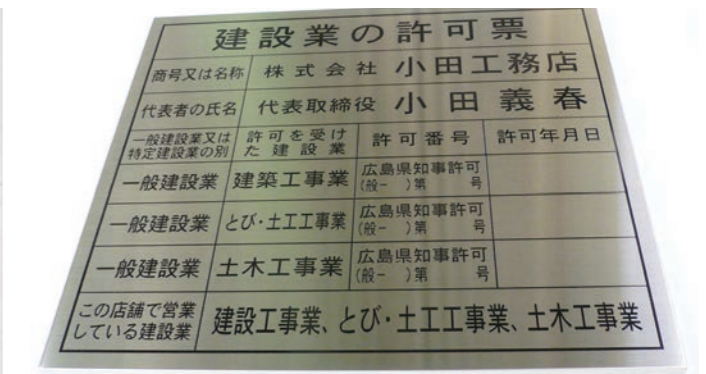 建設業の許可票
商号又は名称 株式会社 小田工務店
代表者の氏名 代表取締役 小田義春
一般建設業又は
特定建設業の別
許可を受け
た建設業
許可番号
許可年月日
一般建設業 建築工事業
広島県知事許可
(般- )第 号
一般建設業 とび・土工工事業
広島県知事許可
(般- )第 号
一般建設業 土木工事業
広島県知事許可
(般- )第 号
この店舗で営業
している建設業
建設工事業、とび・土工工事業、土木工事業